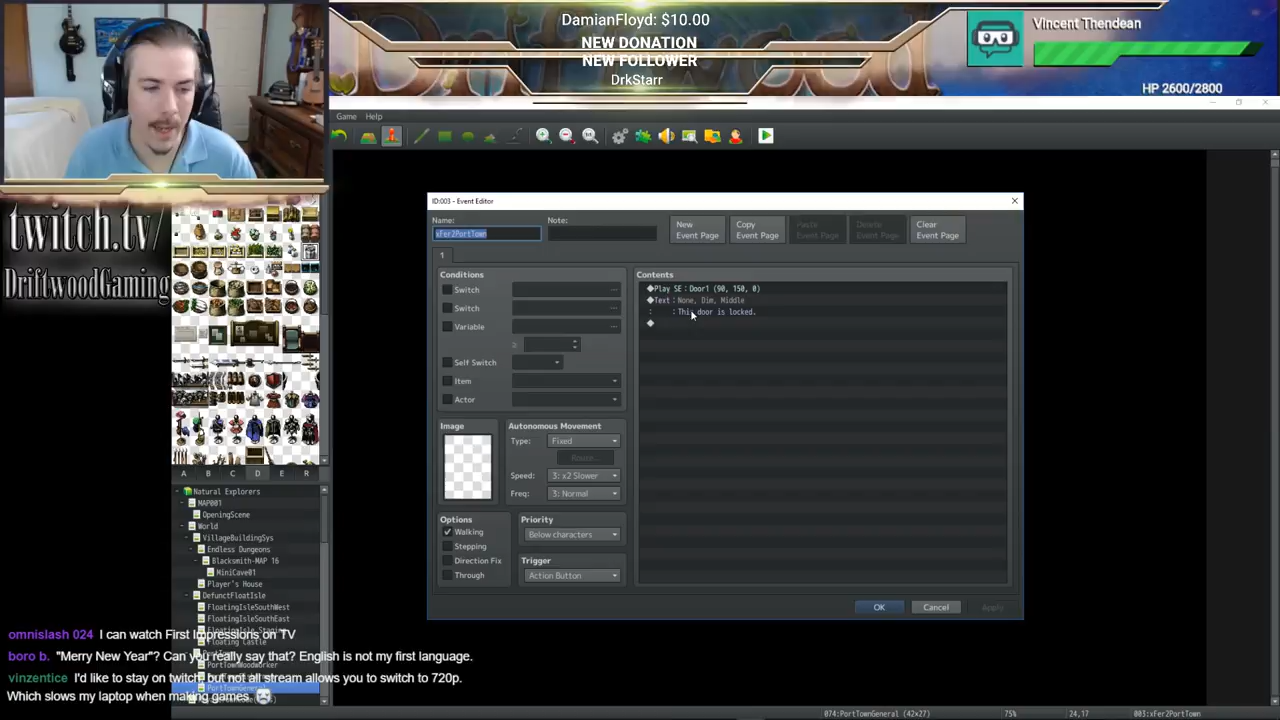 DamianFloyd: $10.00
NEW DONATION
NEW FOLLOWER
DrkStarr
Vincent Thendean
HP 2600/2800
Game Help
twitch.tv/
DriftwoodGaming
ID:003 - Event Editor
Name:
Note:
xFer2PortTown
New
Event Page
Copy
Event Page
Paste
Event Page
Delete
Event Page
Clear
Event Page
1
Conditions
Switch
Switch
Variable
≥
Self Switch
Item
Actor
Image
Autonomous Movement
Type: Fixed
Route...
Speed: 3: x2 Slower
Freq: 3: Normal
Options
Walking
Stepping
Direction Fix
Through
Priority
Below characters
Trigger
Action Button
Contents
◆Play SE : Door1 (90, 150, 0)
◆Text : None, Dim, Middle
: : This door is locked.
◆
OK Cancel Apply
A B C D E R
Natural Explorers
MAP001
OpeningScene
World
VillageBuildingSys
Endless Dungeons
Blacksmith-MAP 16
MiniCave01
Player's House
DefunctFloatIsle
FloatingIsleSouthWest
FloatingIsleSouthEast
Floating Castle
PortTownWoodworker
PortTownGeneral
omnislash 024 I can watch First Impressions on TV
boro b. "Merry New Year"? Can you really say that? English is not my first language.
vinzentice I'd like to stay on twitch, but not all stream allows you to switch to 720p.
Which slows my laptop when making games
074:PortTownGeneral (42x27) 75% 24,17 003:xFer2PortTown